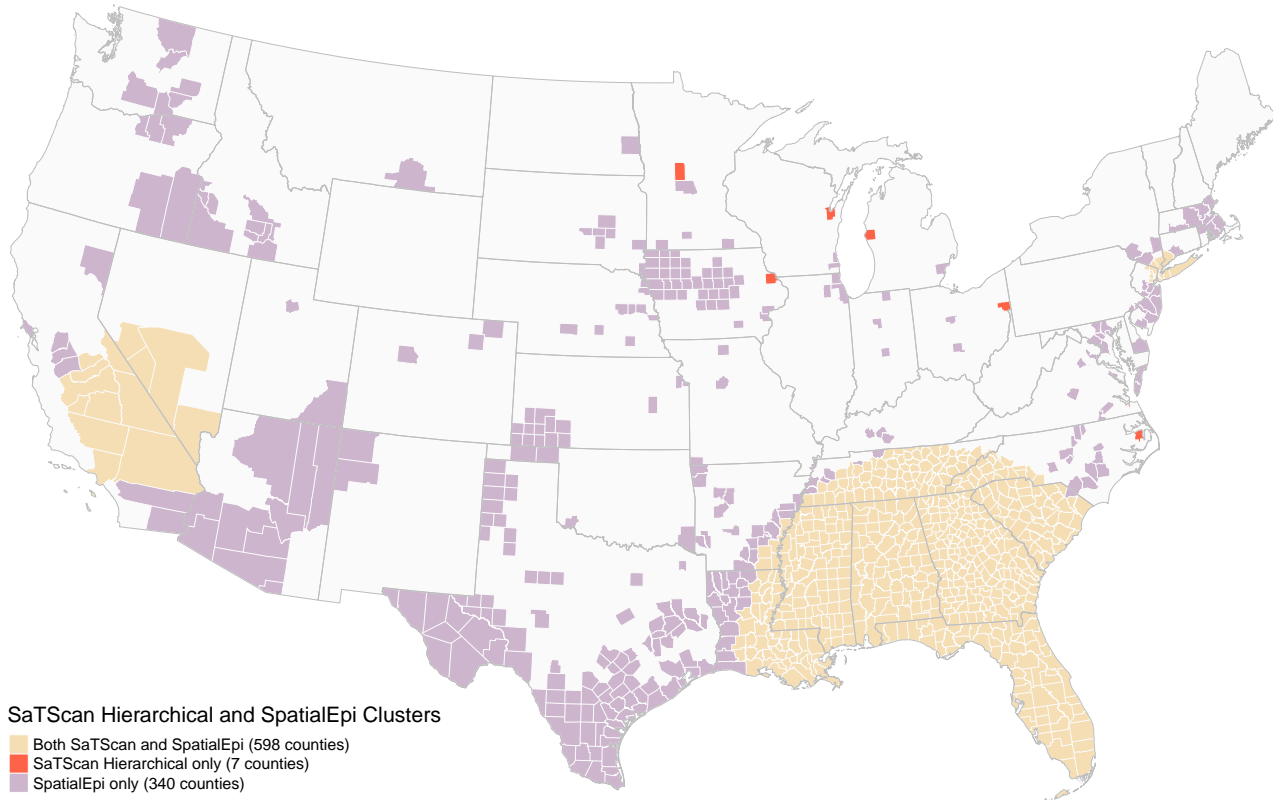 SaTScan Hierarchical and SpatialEpi Clusters
Both SaTScan and SpatialEpi (598 counties)
SaTScan Hierarchical only (7 counties)
SpatialEpi only (340 counties)